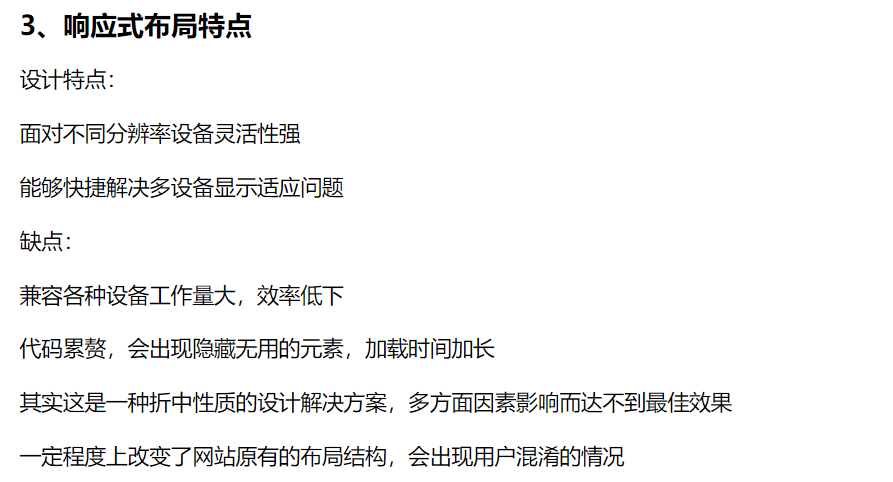 3、响应式布局特点
设计特点：
面对不同分辨率设备灵活性强
能够快捷解决多设备显示适应问题
缺点：
兼容各种设备工作量大，效率低下
代码累赘，会出现隐藏无用的元素，加载时间加长
其实这是一种折中性质的设计解决方案，多方面因素影响而达不到最佳效果
一定程度上改变了网站原有的布局结构，会出现用户混淆的情况